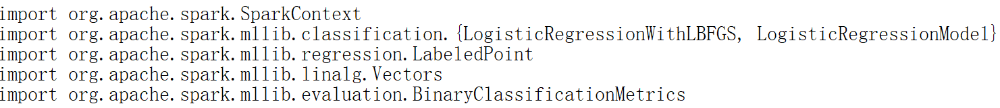 import org.apache.spark.SparkContext
import org.apache.spark.mllib.classification.{LogisticRegressionWithLBFGS, LogisticRegressionModel}
import org.apache.spark.mllib.regression.LabeledPoint
import org.apache.spark.mllib.linalg.Vectors
import org.apache.spark.mllib.evaluation.BinaryClassificationMetrics